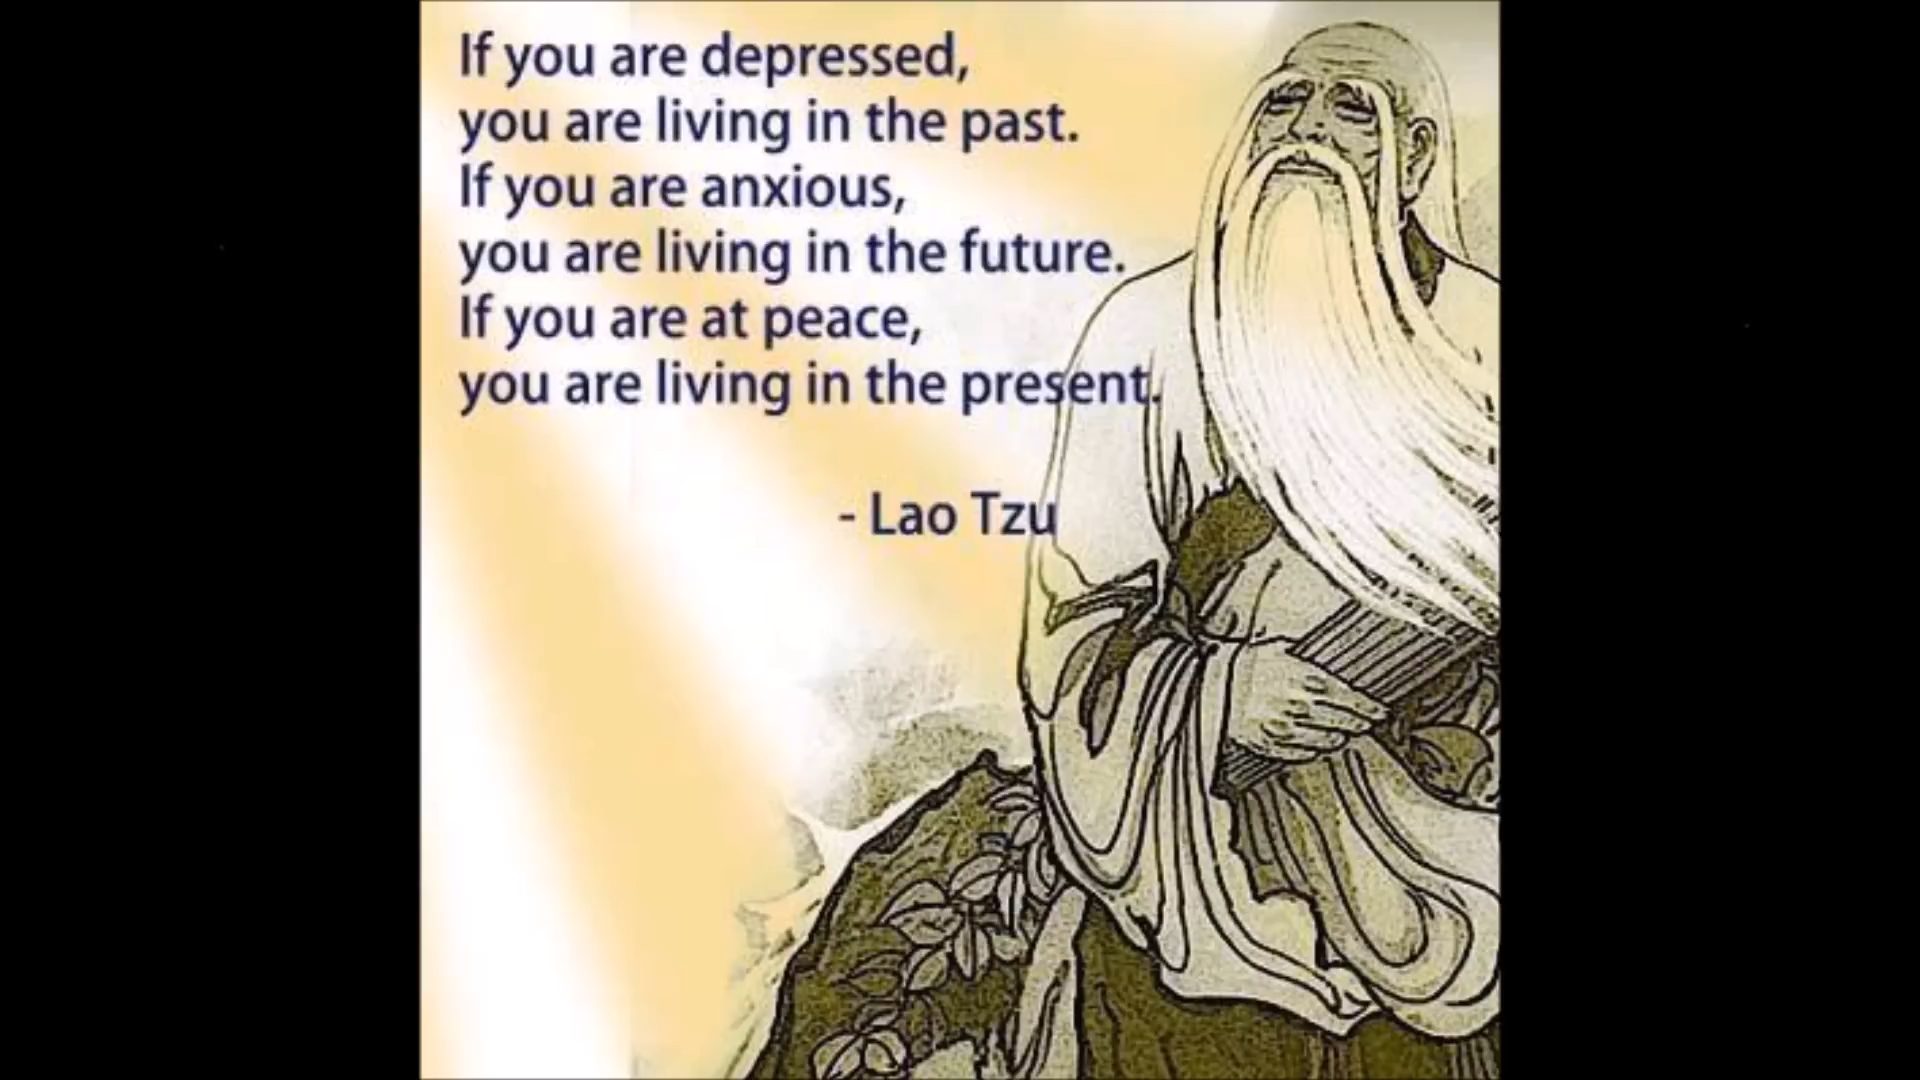 If you are depressed,
you are living in the past.
If you are anxious,
you are living in the future.
If you are at peace,
you are living in the present.
- Lao Tzu